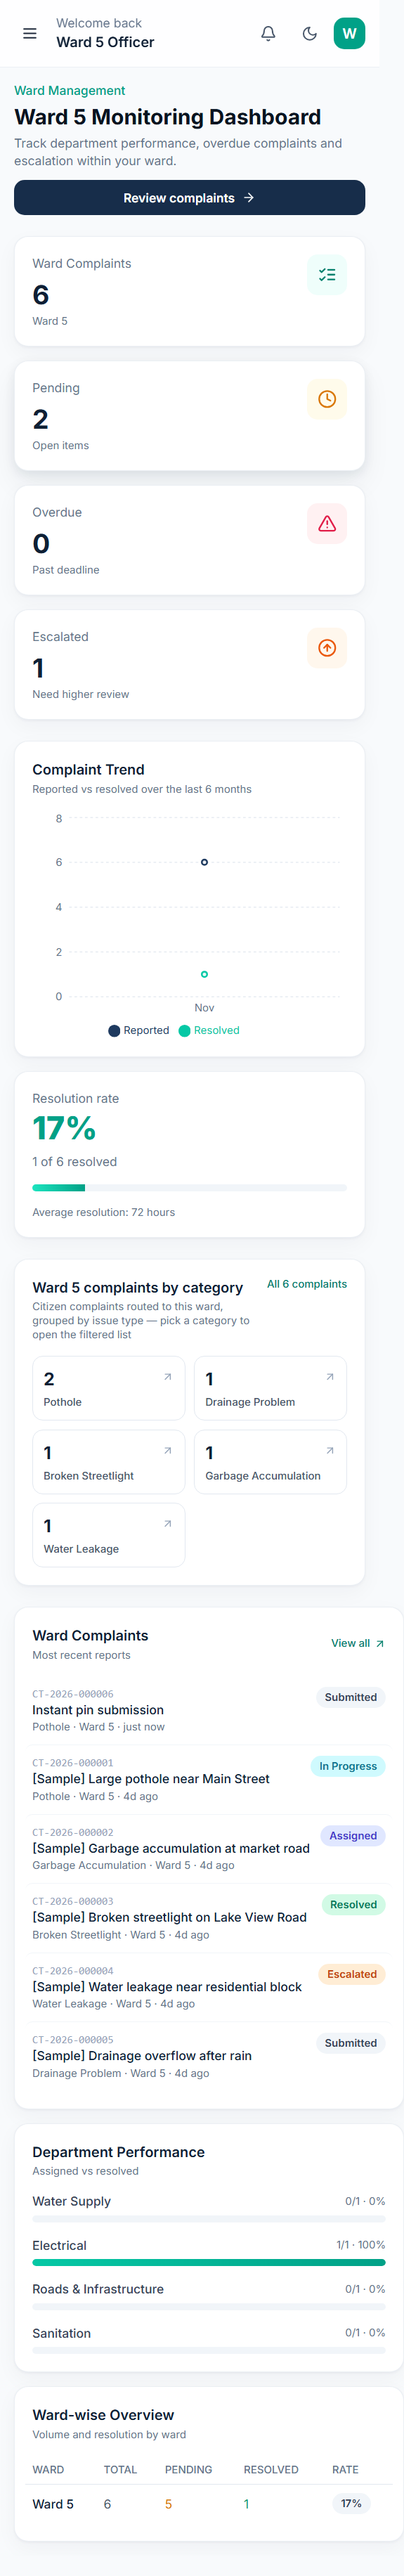 Welcome back
Ward 5 Officer
W
Ward Management
Ward 5 Monitoring Dashboard
Track department performance, overdue complaints and
escalation within your ward.
Review complaints →
Ward Complaints
6
Ward 5
Pending
2
Open items
Overdue
0
Past deadline
Escalated
1
Need higher review
Complaint Trend
Reported vs resolved over the last 6 months
8
6
4
2
0
Nov
Reported Resolved
Resolution rate
17%
1 of 6 resolved
Average resolution: 72 hours
Ward 5 complaints by category
All 6 complaints
Citizen complaints routed to this ward,
grouped by issue type — pick a category to
open the filtered list
2
Pothole
1
Drainage Problem
1
Broken Streetlight
1
Garbage Accumulation
1
Water Leakage
Ward Complaints
Most recent reports
View all
CT-2026-000006
Submitted
Instant pin submission
Pothole · Ward 5 · just now
CT-2026-000001
In Progress
[Sample] Large pothole near Main Street
Pothole · Ward 5 · 4d ago
CT-2026-000002
Assigned
[Sample] Garbage accumulation at market road
Garbage Accumulation · Ward 5 · 4d ago
CT-2026-000003
Resolved
[Sample] Broken streetlight on Lake View Road
Broken Streetlight · Ward 5 · 4d ago
CT-2026-000004
Escalated
[Sample] Water leakage near residential block
Water Leakage · Ward 5 · 4d ago
CT-2026-000005
Submitted
[Sample] Drainage overflow after rain
Drainage Problem · Ward 5 · 4d ago
Department Performance
Assigned vs resolved
Water Supply 0/1 · 0%
Electrical 1/1 · 100%
Roads & Infrastructure 0/1 · 0%
Sanitation 0/1 · 0%
Ward-wise Overview
Volume and resolution by ward
WARD TOTAL PENDING RESOLVED RATE
Ward 5 6 5 1 17%